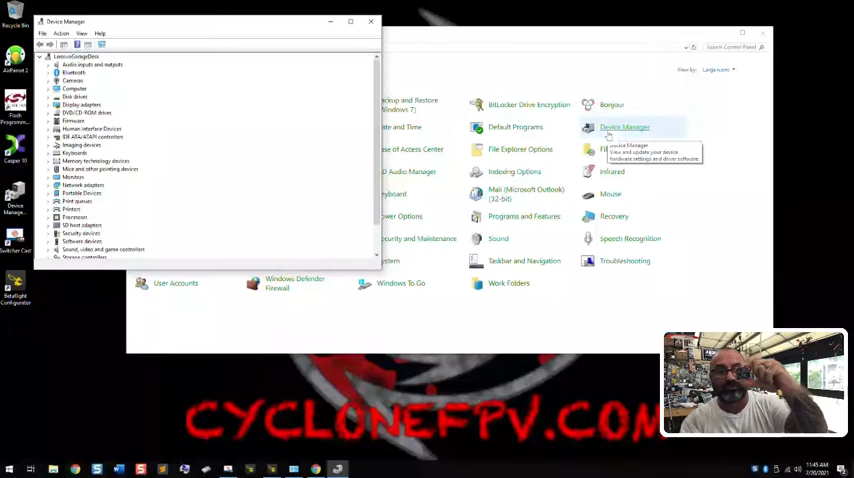 Recycle Bin
AirParrot 2
Flash
Programm...
Casper 10
Device
Manag...
Switcher Cast
Betaflight
Configurator
Device Manager
File Action View Help
LenovoGarageDess
Audio inputs and outputs
Bluetooth
Cameras
Computer
Disk drives
Display adapters
DVD/CD-ROM drives
Firmware
Human Interface Devices
IDE ATA/ATAPI controllers
Imaging devices
Keyboards
Memory technology devices
Mice and other pointing devices
Monitors
Network adapters
Portable Devices
Print queues
Printers
Processors
SD host adapters
Security devices
Software devices
Sound, video and game controllers
Storage controllers
Search Control Panel
View by: Large icons
Backup and Restore
(Windows 7)
BitLocker Drive Encryption
Bonjour
ate and Time
Default Programs
Device Manager
Device Manager
View and update your device
hardware settings and driver software.
ase of Access Center
File Explorer Options
D Audio Manager
Indexing Options
Infrared
eyboard
Mail (Microsoft Outlook)
(32-bit)
Mouse
ower Options
Programs and Features
Recovery
ecurity and Maintenance
Sound
Speech Recognition
ystem
Taskbar and Navigation
Troubleshooting
User Accounts
Windows Defender
Firewall
Windows To Go
Work Folders
CYCLONEFPV.COM
11:45 AM
7/20/2021